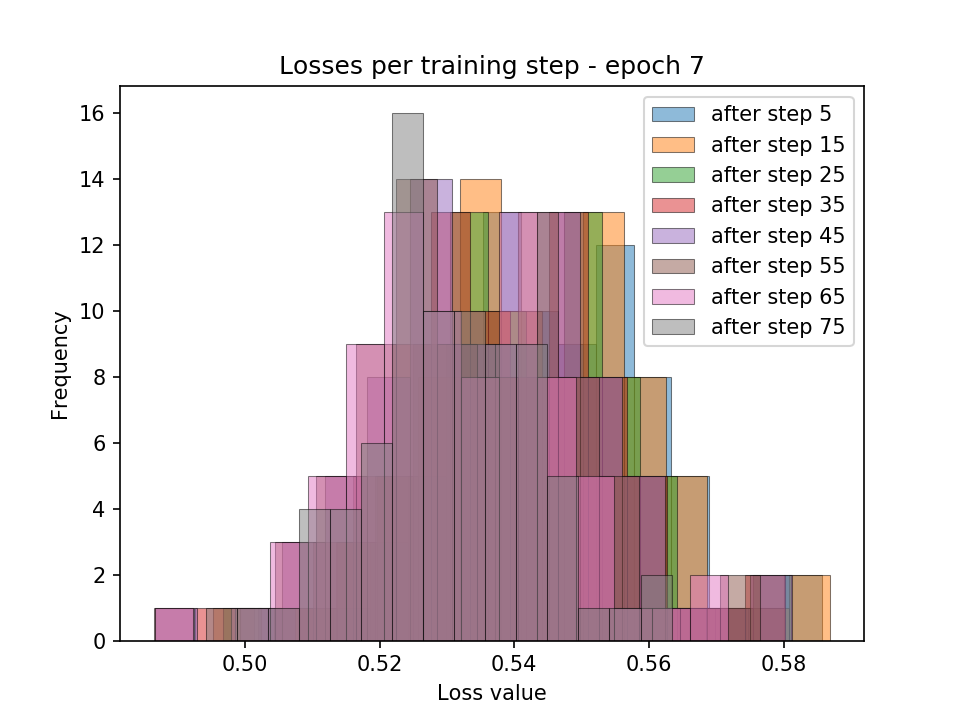 Losses per training step - epoch 7
16
14
12
10
8
6
4
2
0
Frequency
after step 5
after step 15
after step 25
after step 35
after step 45
after step 55
after step 65
after step 75
0.50 0.52 0.54 0.56 0.58
Loss value